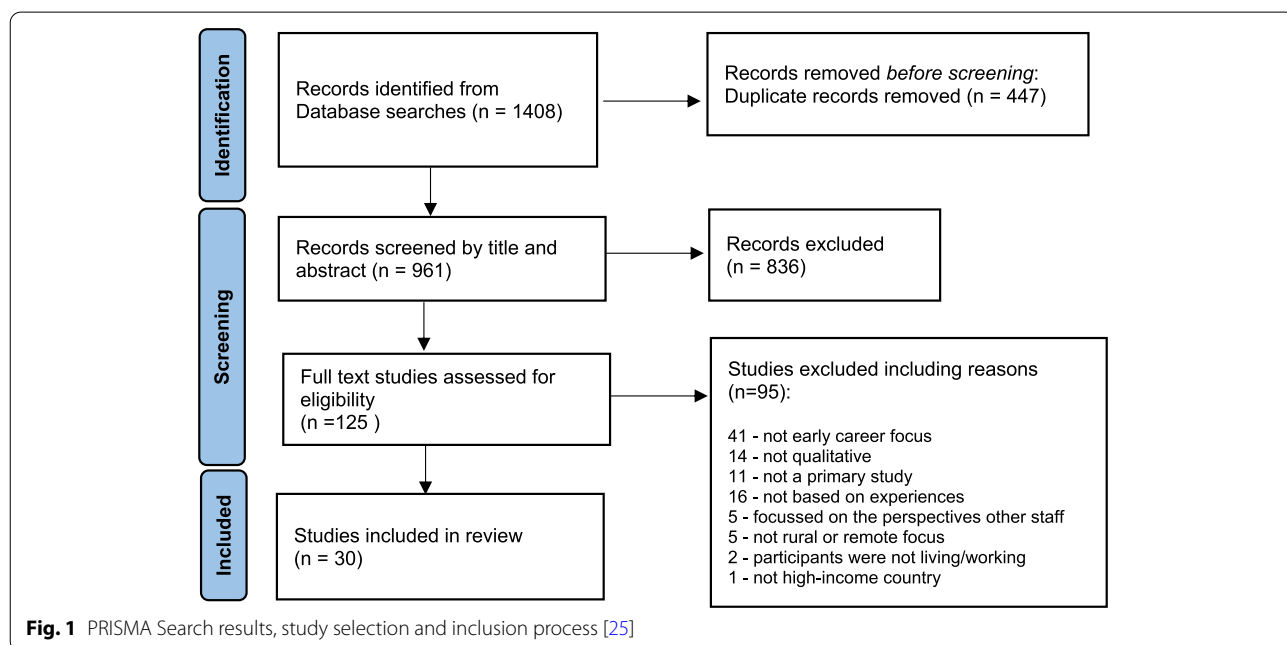 Identification
Records identified from
Database searches (n = 1408)
Records removed before screening:
Duplicate records removed (n = 447)
Screening
Records screened by title and
abstract (n = 961)
Records excluded
(n = 836)
Full text studies assessed for
eligibility
(n =125 )
Studies excluded including reasons
(n=95):
41 - not early career focus
14 - not qualitative
11 - not a primary study
16 - not based on experiences
5 - focussed on the perspectives other staff
5 - not rural or remote focus
2 - participants were not living/working
1 - not high-income country
Included
Studies included in review
(n = 30)
Fig. 1 PRISMA Search results, study selection and inclusion process [25]